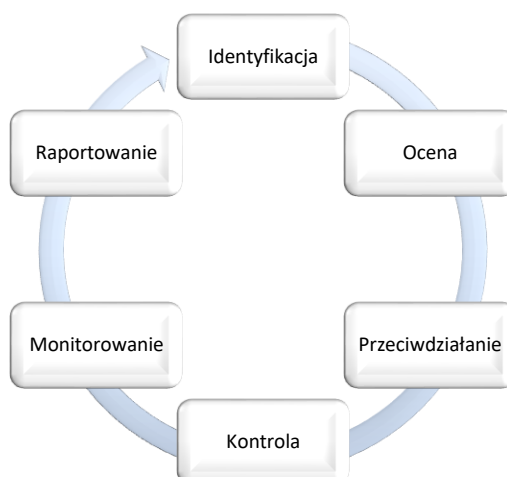 Identyfikacja
Ocena
Przeciwdziałanie
Kontrola
Monitorowanie
Raportowanie